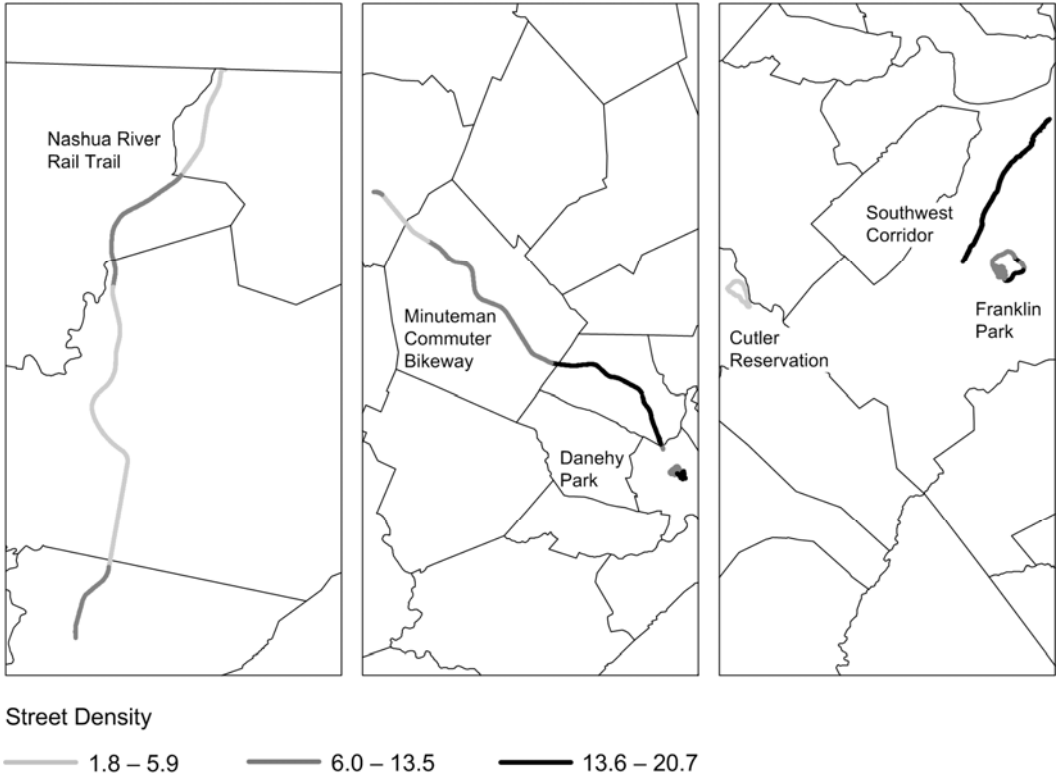 Nashua River
Rail Trail
Minuteman
Commuter
Bikeway
Danehy
Park
Southwest
Corridor
Cutler
Reservation
Franklin
Park
Street Density
1.8 – 5.9
6.0 – 13.5
13.6 – 20.7